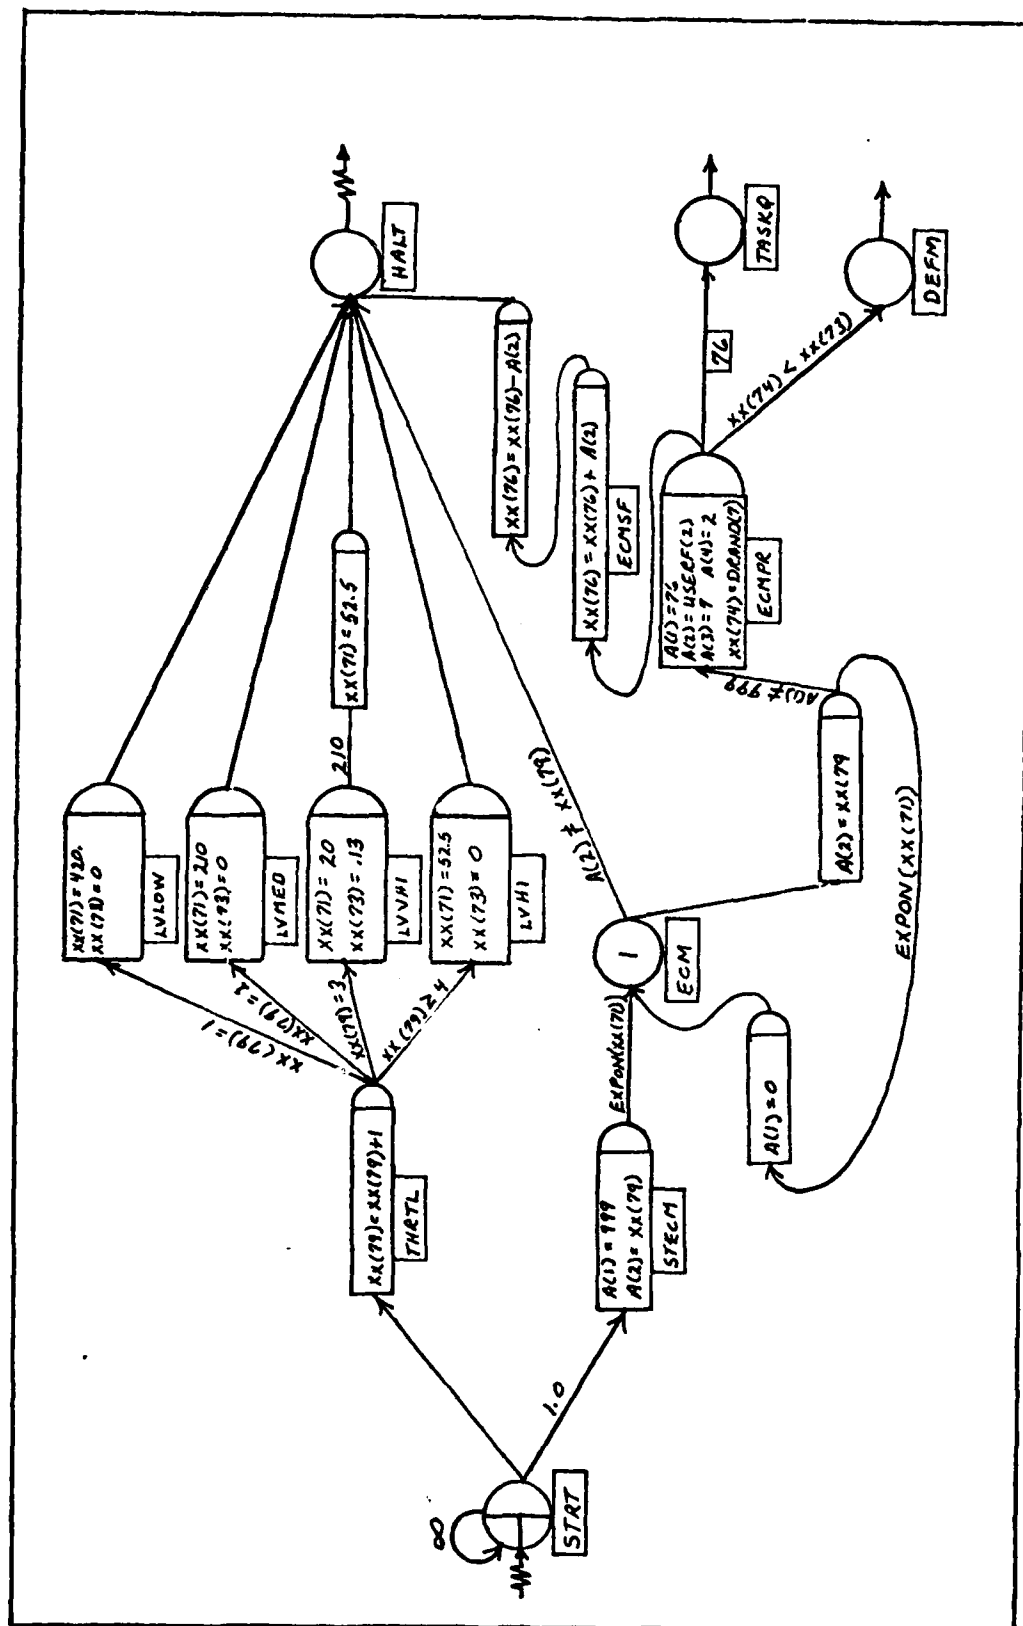 ∞
STRT
1.0
XX(79)=XX(79)+1
THRTL
A(1)=999
A(2)=XX(79)
STECM
XX(79)=1
XX(79)=2
XX(79)=3
XX(79)≥4
XX(71)=420.
XX(73)=0
LVLOW
XX(71)=210
XX(73)=0
LVMED
XX(71)=20
XX(73)=.13
LVVHI
XX(71)=52.5
XX(73)=0
LVHI
210
XX(71)=52.5
HALT
EXPON(XX(71))
1
ECM
A(2)≠XX(79)
A(1)=0
A(2)=XX(79
EXPON(XX(71))
A(1)≠999
A(1)=76
A(2)=USERF(2)
A(3)=9 A(4)=2
XX(74)=DRAND(7)
ECMPR
XX(76)=XX(76)+A(2)
ECMSF
XX(76)=XX(76)-A(2)
76
TASKQ
XX(74)<XX(73)
DEFM